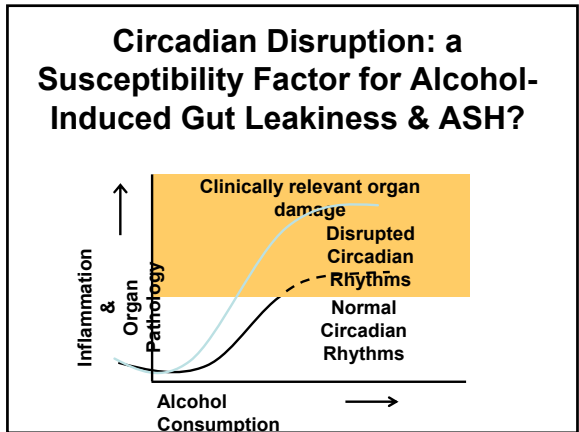 Circadian Disruption: a
Susceptibility Factor for Alcohol-
Induced Gut Leakiness & ASH?
Clinically relevant organ
damage
Disrupted
Circadian
Rhythms
Normal
Circadian
Rhythms
Inflammation
&
Organ
Pathology
Alcohol
Consumption